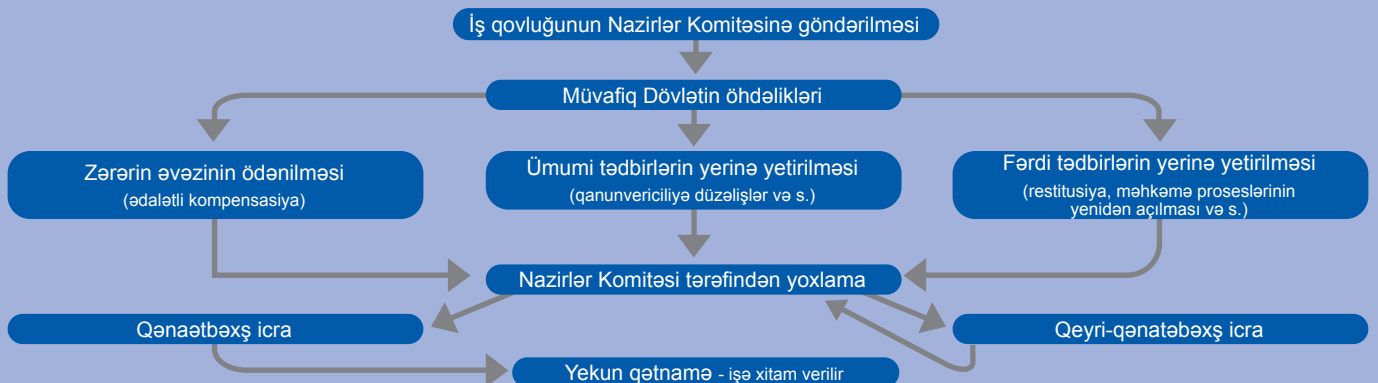 İş qovluğunun Nazirlər Komitəsinə göndərilməsi
Müvafiq Dövlətin öhdəlikləri
Zərərin əvəzinin ödənilməsi
(ədalətli kompensasiya)
Ümumi tədbirlərin yerinə yetirilməsi
(qanunvericiliyə düzəlişlər və s.)
Fərdi tədbirlərin yerinə yetirilməsi
(restitusiya, məhkəmə proseslərinin
yenidən açılması və s.)
Nazirlər Komitəsi tərəfindən yoxlama
Qənaətbəxş icra
Qeyri-qənatəbəxş icra
Yekun qətnamə - işə xitam verilir